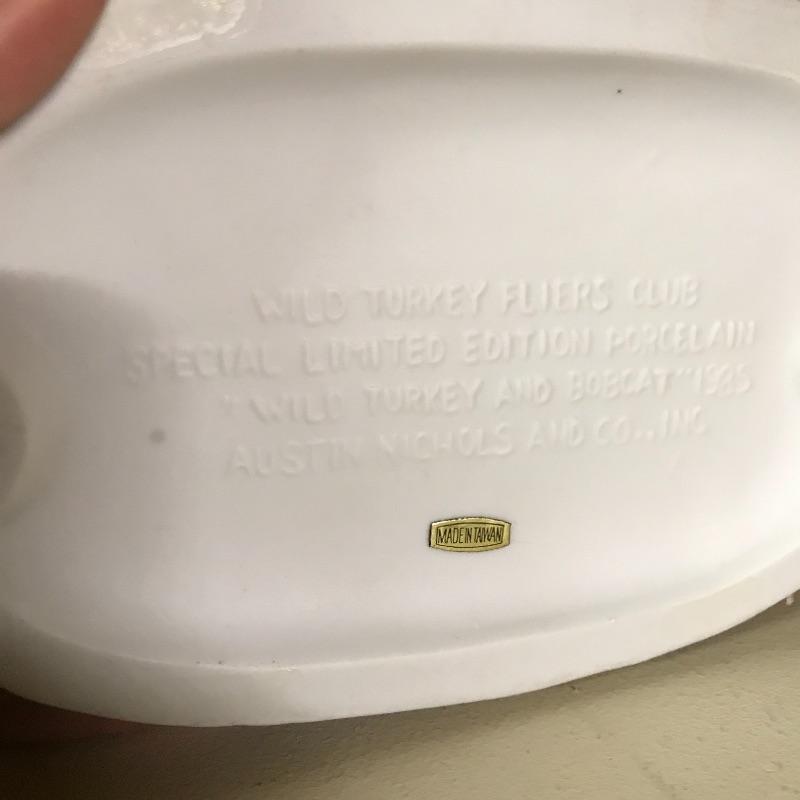 WILD TURKEY FLIERS CLUB
SPECIAL LIMITED EDITION PORCELAIN
"WILD TURKEY AND BOBCAT" 1985
AUSTIN NICHOLS AND CO., INC
MADE IN TAIWAN